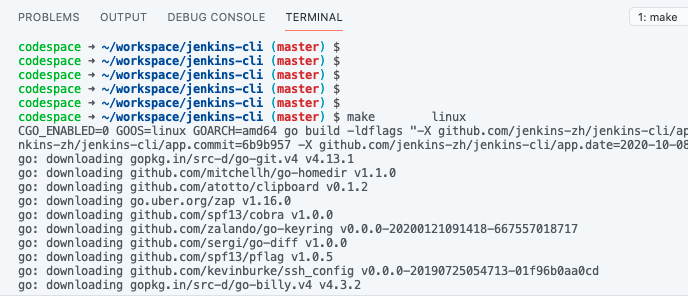 PROBLEMS OUTPUT DEBUG CONSOLE TERMINAL 1: make
codespace ➜ ~/workspace/jenkins-cli (master) $
codespace ➜ ~/workspace/jenkins-cli (master) $
codespace ➜ ~/workspace/jenkins-cli (master) $
codespace ➜ ~/workspace/jenkins-cli (master) $
codespace ➜ ~/workspace/jenkins-cli (master) $
codespace ➜ ~/workspace/jenkins-cli (master) $ make linux
CGO_ENABLED=0 GOOS=linux GOARCH=amd64 go build -ldflags "-X github.com/jenkins-zh/jenkins-cli/ap
nkins-zh/jenkins-cli/app.commit=6b9b957 -X github.com/jenkins-zh/jenkins-cli/app.date=2020-10-08
go: downloading gopkg.in/src-d/go-git.v4 v4.13.1
go: downloading github.com/mitchellh/go-homedir v1.1.0
go: downloading github.com/atotto/clipboard v0.1.2
go: downloading go.uber.org/zap v1.16.0
go: downloading github.com/spf13/cobra v1.0.0
go: downloading github.com/zalando/go-keyring v0.0.0-20200121091418-667557018717
go: downloading github.com/sergi/go-diff v1.0.0
go: downloading github.com/spf13/pflag v1.0.5
go: downloading github.com/kevinburke/ssh_config v0.0.0-20190725054713-01f96b0aa0cd
go: downloading gopkg.in/src-d/go-billy.v4 v4.3.2